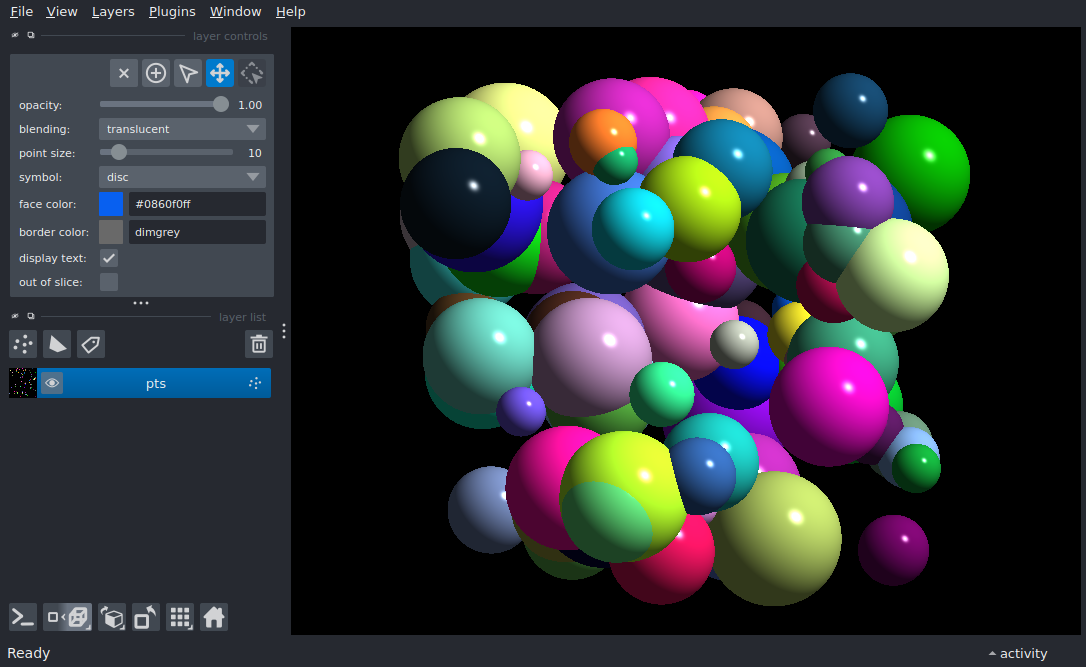 File View Layers Plugins Window Help
layer controls
opacity: 1.00
blending: translucent
point size: 10
symbol: disc
face color: #0860f0ff
border color: dimgrey
display text:
out of slice:
layer list
pts
Ready
activity